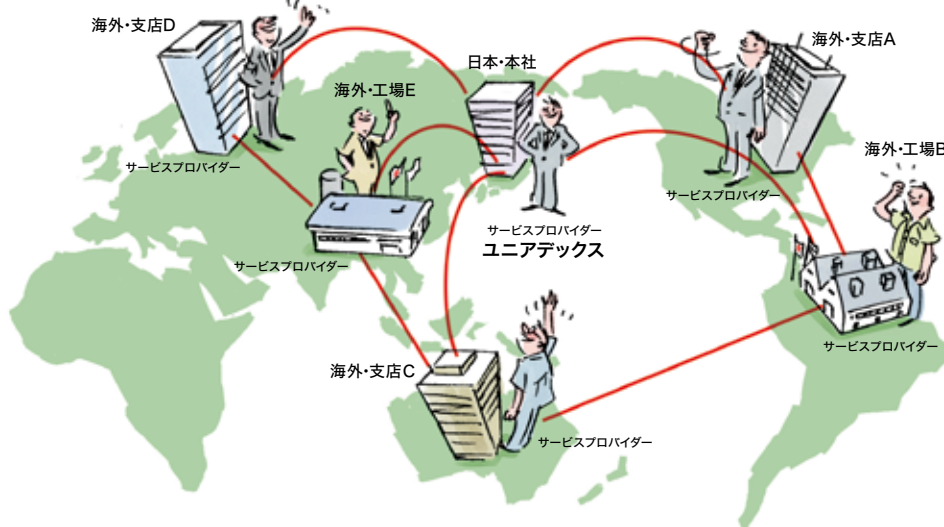 海外・支店D
日本・本社
海外・支店A
海外・工場E
海外・工場B
サービスプロバイダー
サービスプロバイダー
サービスプロバイダー
ユニアデックス
サービスプロバイダー
サービスプロバイダー
海外・支店C
サービスプロバイダー